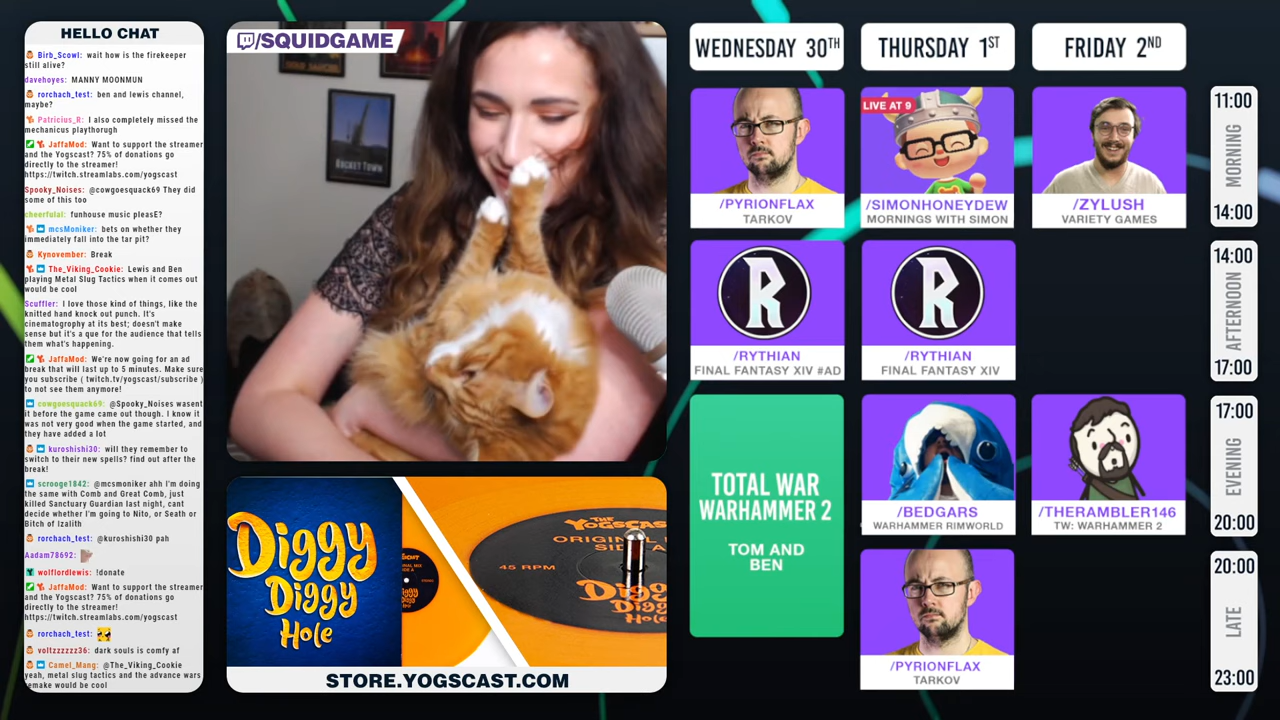 HELLO CHAT
Birb_Scowl: wait how is the firekeeper
still alive?
davehoyes: MANNY MOONMUN
rorchach_test: ben and lewis channel,
maybe?
Patricius_R: I also completely missed the
mechanicus playthorugh
JaffaMod: Want to support the streamer
and the Yogscast? 75% of donations go
directly to the streamer!
https://twitch.streamlabs.com/yogscast
Spooky_Noises: @cowgoesquack69 They did
some of this too
cheerfulal: funhouse music pleasE?
mcsMoniker: bets on whether they
immediately fall into the tar pit?
Kynovember: Break
The_Viking_Cookie: Lewis and Ben
playing Metal Slug Tactics when it comes out
would be cool
Scuffler: I love those kind of things, like the
knitted hand knock out punch. It's
cinematogrophy at its best; doesn't make
sense but it's a que for the audience that tells
them what's happening.
JaffaMod: We're now going for an ad
break that will last up to 5 minutes. Make sure
you subscribe ( twitch.tv/yogscast/subscribe )
to not see them anymore!
cowgoesquack69: @Spooky_Noises wasent
it before the game came out though. I know it
was not very good when the game started, and
they have added a lot
kuroshishi30: will they remember to
switch to their new spells? find out after the
break!
scrooge1842: @mcsmoniker ahh I'm doing
the same with Comb and Great Comb, just
killed Sanctuary Guardian last night, cant
decide whether I'm going to Nito, or Seath or
Bitch of Izalith
rorchach_test: @kuroshishi30 pah
Aadam78692:
wolflordlewis: !donate
JaffaMod: Want to support the streamer
and the Yogscast? 75% of donations go
directly to the streamer!
https://twitch.streamlabs.com/yogscast
rorchach_test:
voltzzzzzz36: dark souls is comfy af
Camel_Mang: @The_Viking_Cookie
yeah, metal slug tactics and the advance wars
remake would be cool
/SQUIDGAME
ROCKET TOWN
DIGGY
DIGGY
HOLE
THE
YOGSCAST
45 RPM
DIGGY
DIGGY
STORE.YOGSCAST.COM
WEDNESDAY 30TH
THURSDAY 1ST
FRIDAY 2ND
/PYRIONFLAX
TARKOV
LIVE AT 9
/SIMONHONEYDEW
MORNINGS WITH SIMON
/ZYLUSH
VARIETY GAMES
11:00
MORNING
14:00
R
/RYTHIAN
FINAL FANTASY XIV #AD
R
/RYTHIAN
FINAL FANTASY XIV
14:00
AFTERNOON
17:00
TOTAL WAR
WARHAMMER 2
TOM AND
BEN
/BEDGARS
WARHAMMER RIMWORLD
/THERAMBLER146
TW: WARHAMMER 2
17:00
EVENING
20:00
/PYRIONFLAX
TARKOV
20:00
LATE
23:00